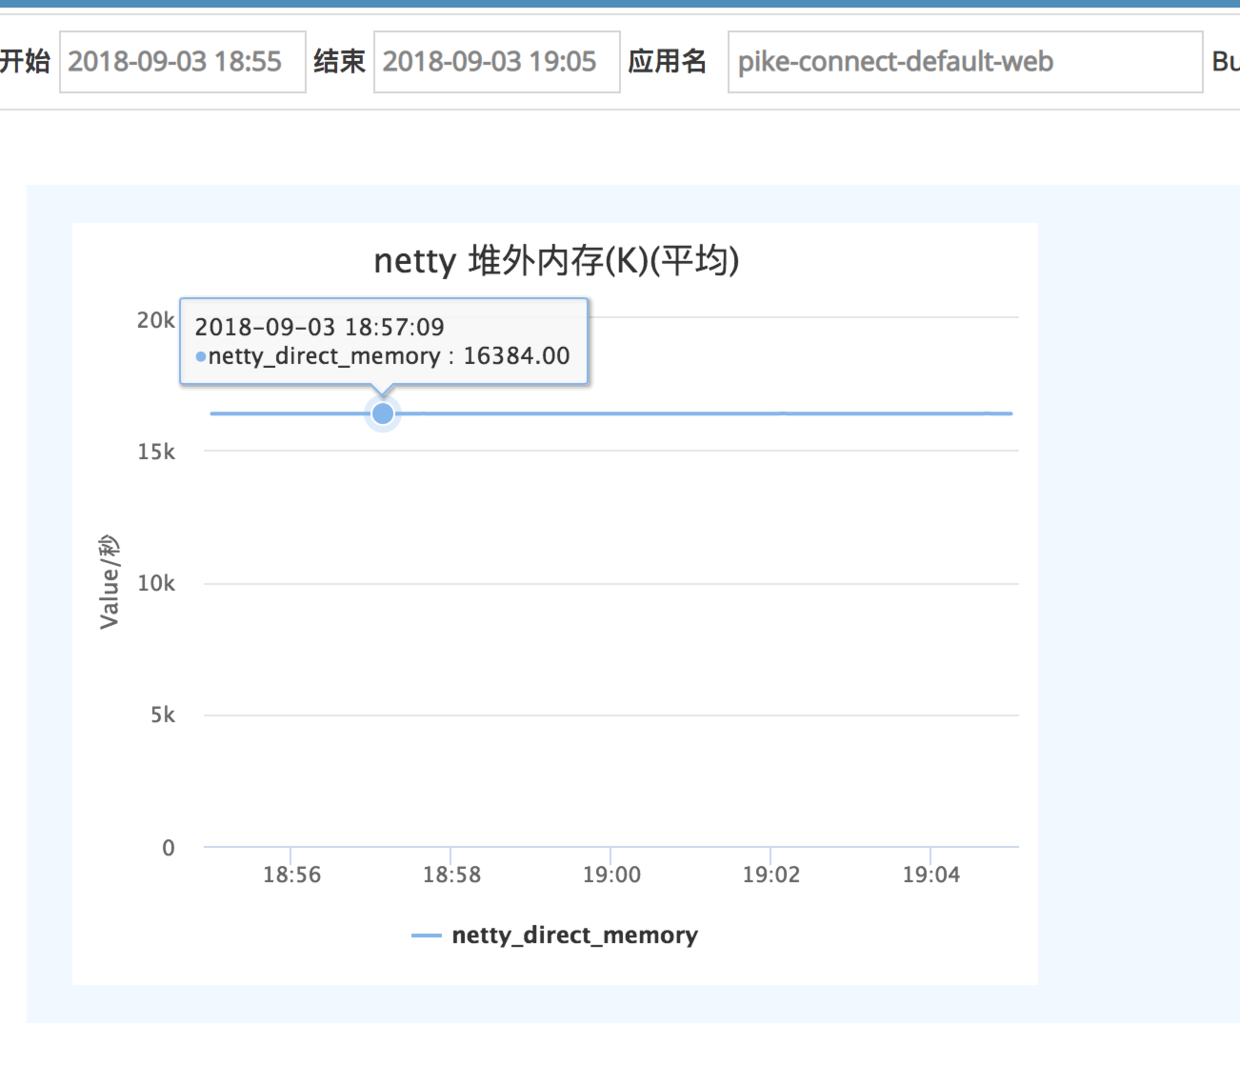 开始 2018-09-03 18:55 结束 2018-09-03 19:05 应用名 pike-connect-default-web Bu
netty 堆外内存(K)(平均)
2018-09-03 18:57:09
netty_direct_memory : 16384.00
20k
15k
10k
5k
0
Value/秒
18:56 18:58 19:00 19:02 19:04
netty_direct_memory